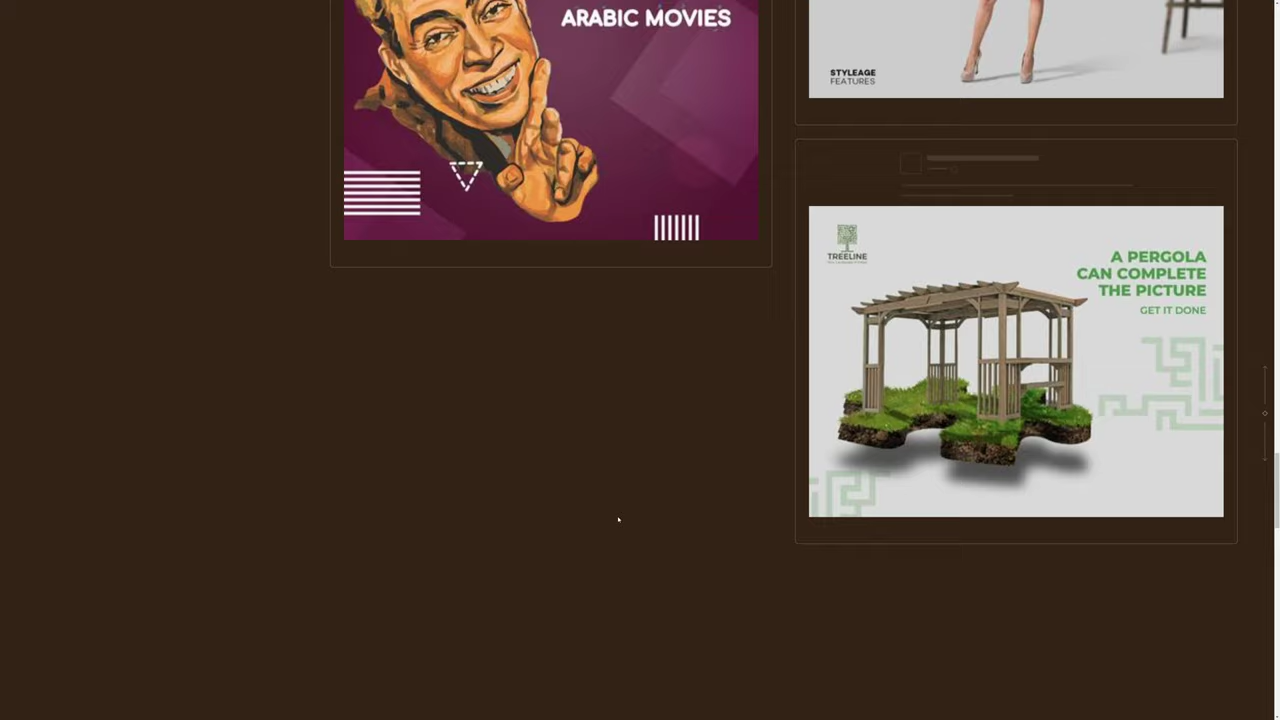 ARABIC MOVIES
STYLEAGE
FEATURES
TREELINE
A PERGOLA
CAN COMPLETE
THE PICTURE
GET IT DONE